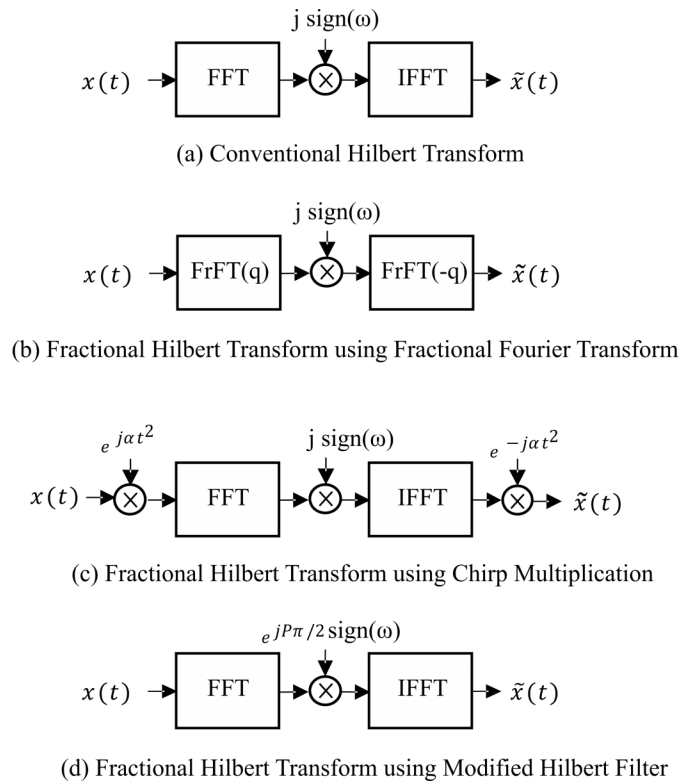 j sign(ω)
x(t) FFT × IFFT x̃(t)
(a) Conventional Hilbert Transform
j sign(ω)
x(t) FrFT(q) × FrFT(-q) x̃(t)
(b) Fractional Hilbert Transform using Fractional Fourier Transform
e^{jαt²} j sign(ω) e^{-jαt²}
x(t) × FFT × IFFT × x̃(t)
(c) Fractional Hilbert Transform using Chirp Multiplication
e^{jPπ/2} sign(ω)
x(t) FFT × IFFT x̃(t)
(d) Fractional Hilbert Transform using Modified Hilbert Filter